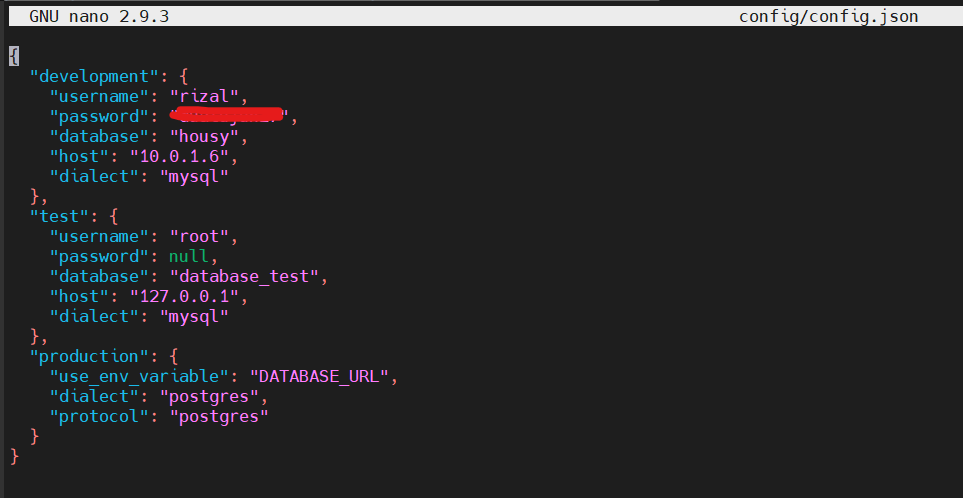 GNU nano 2.9.3 config/config.json
{
"development": {
"username": "rizal",
"password": " ",
"database": "housy",
"host": "10.0.1.6",
"dialect": "mysql"
},
"test": {
"username": "root",
"password": null,
"database": "database_test",
"host": "127.0.0.1",
"dialect": "mysql"
},
"production": {
"use_env_variable": "DATABASE_URL",
"dialect": "postgres",
"protocol": "postgres"
}
}